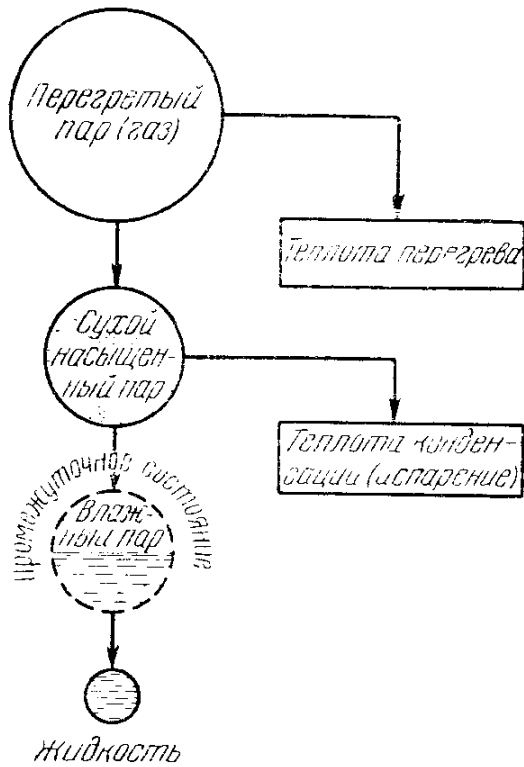 Перегретый
пар (газ)
Теплота перегрева
Сухой
насыщен-
ный пар
Теплота конден-
сации (испарение)
Промежуточное состояние
Влаж-
ный пар
Жидкость